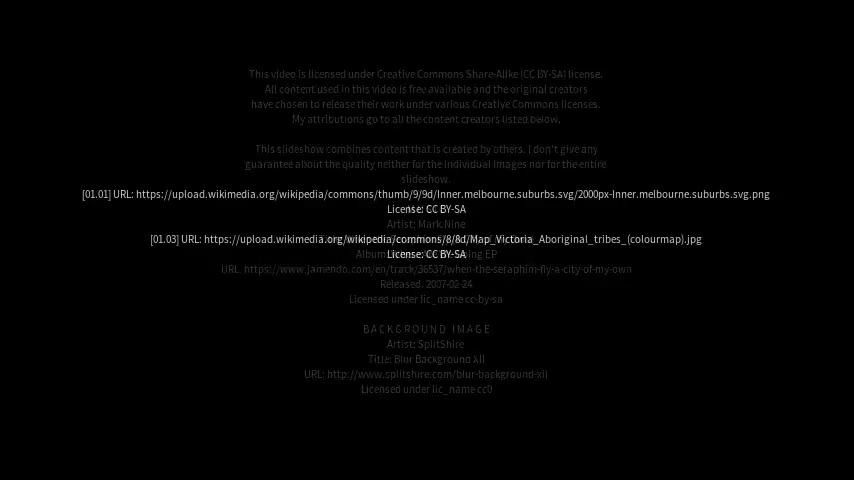 This video is licensed under Creative Commons Share-Alike (CC BY-SA) license.
All content used in this video is free available and the original creators
have chosen to release their work under various Creative Commons licenses.
My attributions go to all the content creators listed below.
This slideshow combines content that is created by others. I don't give any
guarantee about the quality neither for the individual images nor for the entire
slideshow.
[01.01] URL: https://upload.wikimedia.org/wikipedia/commons/thumb/9/9d/Inner.melbourne.suburbs.svg/2000px-Inner.melbourne.suburbs.svg.png
License: CC BY-SA
Artist: Mark.Nine
[01.03] URL: https://upload.wikimedia.org/wikipedia/commons/8/8d/Map_Victoria_Aboriginal_tribes_(colourmap).jpg
License: CC BY-SA
Album: EP
URL: https://www.jamendo.com/en/track/36537/when-the-seraphim-fly-a-city-of-my-own
Released: 2007-02-24
Licensed under lic_name cc-by-sa
BACKGROUND IMAGE
Artist: SplitShire
Title: Blur Background XII
URL: http://www.splitshire.com/blur-background-xii
Licensed under lic_name cc0